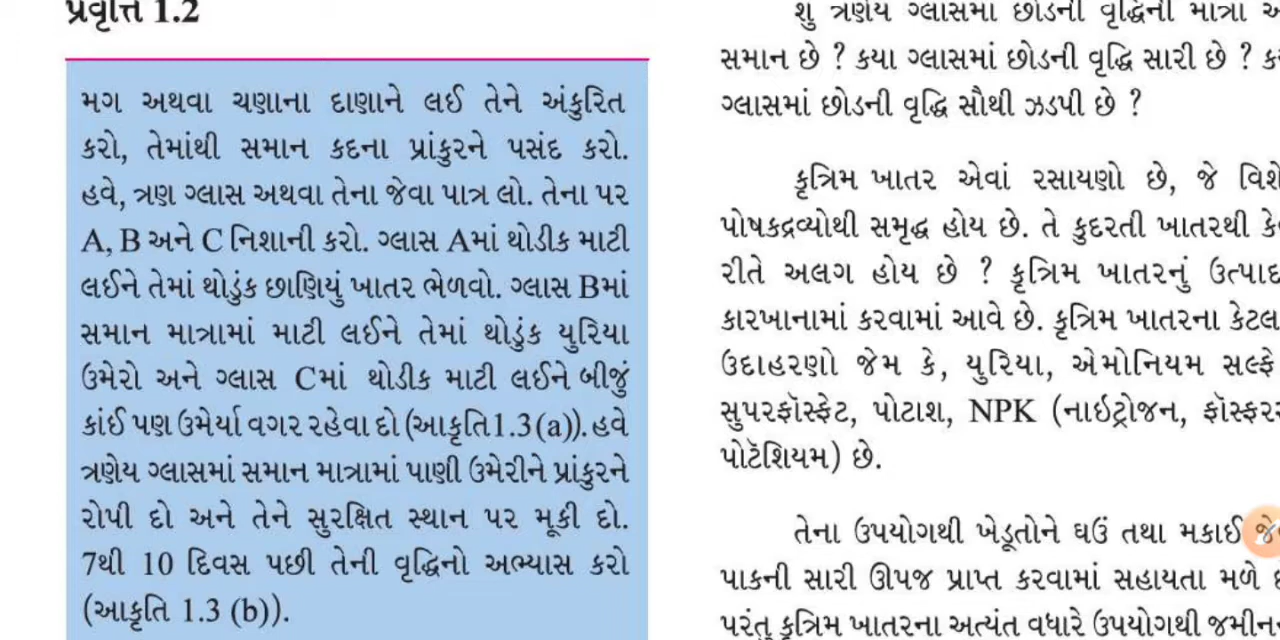 પ્રવૃત્તિ 1.2
મગ અથવા ચણાના દાણાને લઈ તેને અંકુરિત
કરો, તેમાંથી સમાન કદના પ્રાંકુરને પસંદ કરો.
હવે, ત્રણ ગ્લાસ અથવા તેના જેવા પાત્ર લો. તેના પર
A, B અને C નિશાની કરો. ગ્લાસ Aમાં થોડીક માટી
લઈને તેમાં થોડુંક છાણિયું ખાતર ભેળવો. ગ્લાસ Bમાં
સમાન માત્રામાં માટી લઈને તેમાં થોડુંક યુરિયા
ઉમેરો અને ગ્લાસ Cમાં થોડીક માટી લઈને બીજું
કાંઈ પણ ઉમેર્યા વગર રહેવા દો (આકૃતિ 1.3 (a)). હવે
ત્રણેય ગ્લાસમાં સમાન માત્રામાં પાણી ઉમેરીને પ્રાંકુરને
રોપી દો અને તેને સુરક્ષિત સ્થાન પર મૂકી દો.
7થી 10 દિવસ પછી તેની વૃદ્ધિનો અભ્યાસ કરો
(આકૃતિ 1.3 (b)).
શું ત્રણેય ગ્લાસમાં છોડની વૃદ્ધિની માત્રા
સમાન છે ? કયા ગ્લાસમાં છોડની વૃદ્ધિ સારી છે ?
ગ્લાસમાં છોડની વૃદ્ધિ સૌથી ઝડપી છે ?
કૃત્રિમ ખાતર એવાં રસાયણો છે, જે
પોષકદ્રવ્યોથી સમૃદ્ધ હોય છે. તે કુદરતી ખાતરથી
રીતે અલગ હોય છે ? કૃત્રિમ ખાતરનું
કારખાનામાં કરવામાં આવે છે. કૃત્રિમ ખાતરના
ઉદાહરણો જેમ કે, યુરિયા, એમોનિયમ
સુપરફૉસ્ફેટ, પોટાશ, NPK (નાઇટ્રોજન,
પોટૅશિયમ) છે.
તેના ઉપયોગથી ખેડૂતોને ઘઉં તથા મકાઈ
પાકની સારી ઊપજ પ્રાપ્ત કરવામાં સહાયતા મળે
પરંતુ કૃત્રિમ ખાતરના અત્યંત વધારે ઉપયોગથી